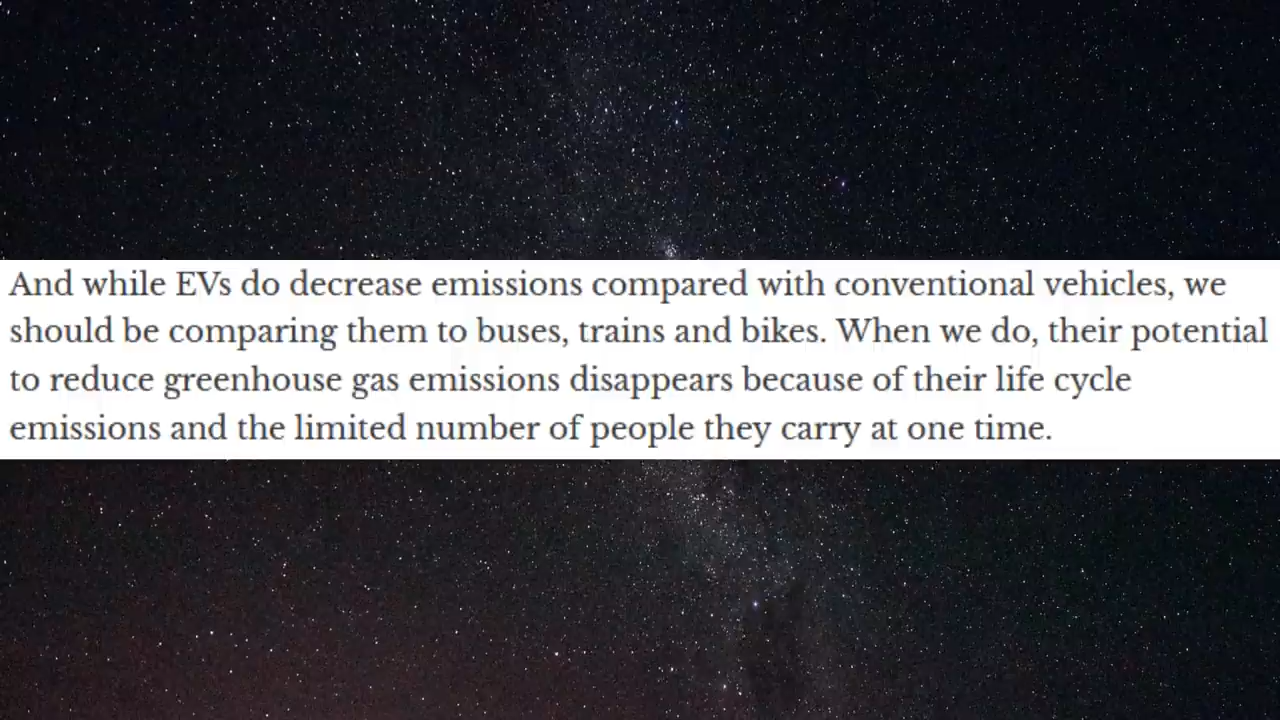 And while EVs do decrease emissions compared with conventional vehicles, we
should be comparing them to buses, trains and bikes. When we do, their potential
to reduce greenhouse gas emissions disappears because of their life cycle
emissions and the limited number of people they carry at one time.